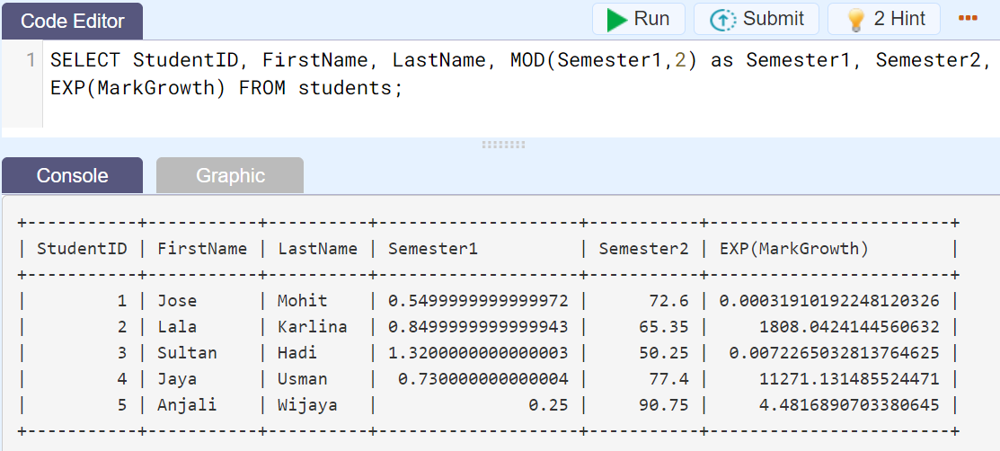 Code Editor
Run
Submit
2 Hint
1
SELECT StudentID, FirstName, LastName, MOD(Semester1,2) as Semester1, Semester2,
EXP(MarkGrowth) FROM students;
Console
Graphic
+-----------+-----------+----------+--------------------+-----------+------------------------+
| StudentID | FirstName | LastName | Semester1          | Semester2 | EXP(MarkGrowth)        |
+-----------+-----------+----------+--------------------+-----------+------------------------+
|         1 | Jose      | Mohit    | 0.5499999999999972 |      72.6 | 0.00031910192248120326 |
|         2 | Lala      | Karlina  | 0.8499999999999943 |     65.35 |     1808.0424144560632 |
|         3 | Sultan    | Hadi     | 1.3200000000000003 |     50.25 |  0.0072265032813764625 |
|         4 | Jaya      | Usman    |  0.730000000000004 |      77.4 |     11271.131485524471 |
|         5 | Anjali    | Wijaya   |               0.25 |     90.75 |     4.4816890703380645 |
+-----------+-----------+----------+--------------------+-----------+------------------------+